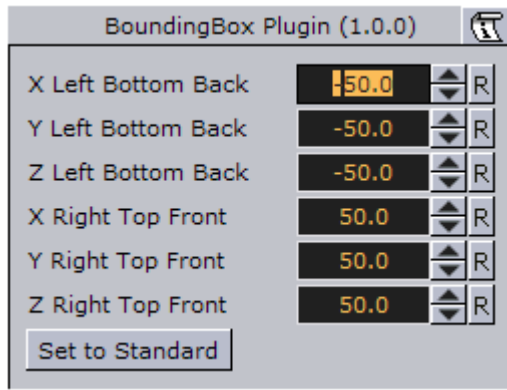 BoundingBox Plugin (1.0.0)
X Left Bottom Back -50.0 R
Y Left Bottom Back -50.0 R
Z Left Bottom Back -50.0 R
X Right Top Front 50.0 R
Y Right Top Front 50.0 R
Z Right Top Front 50.0 R
Set to Standard